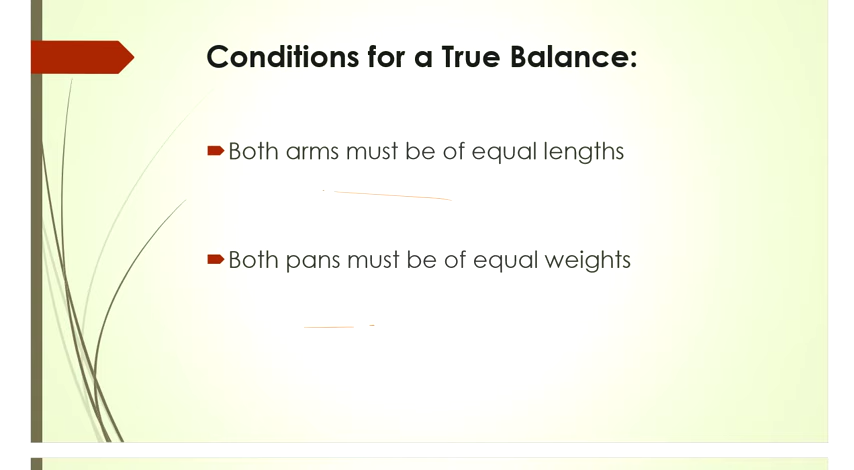 Conditions for a True Balance:
Both arms must be of equal lengths
Both pans must be of equal weights